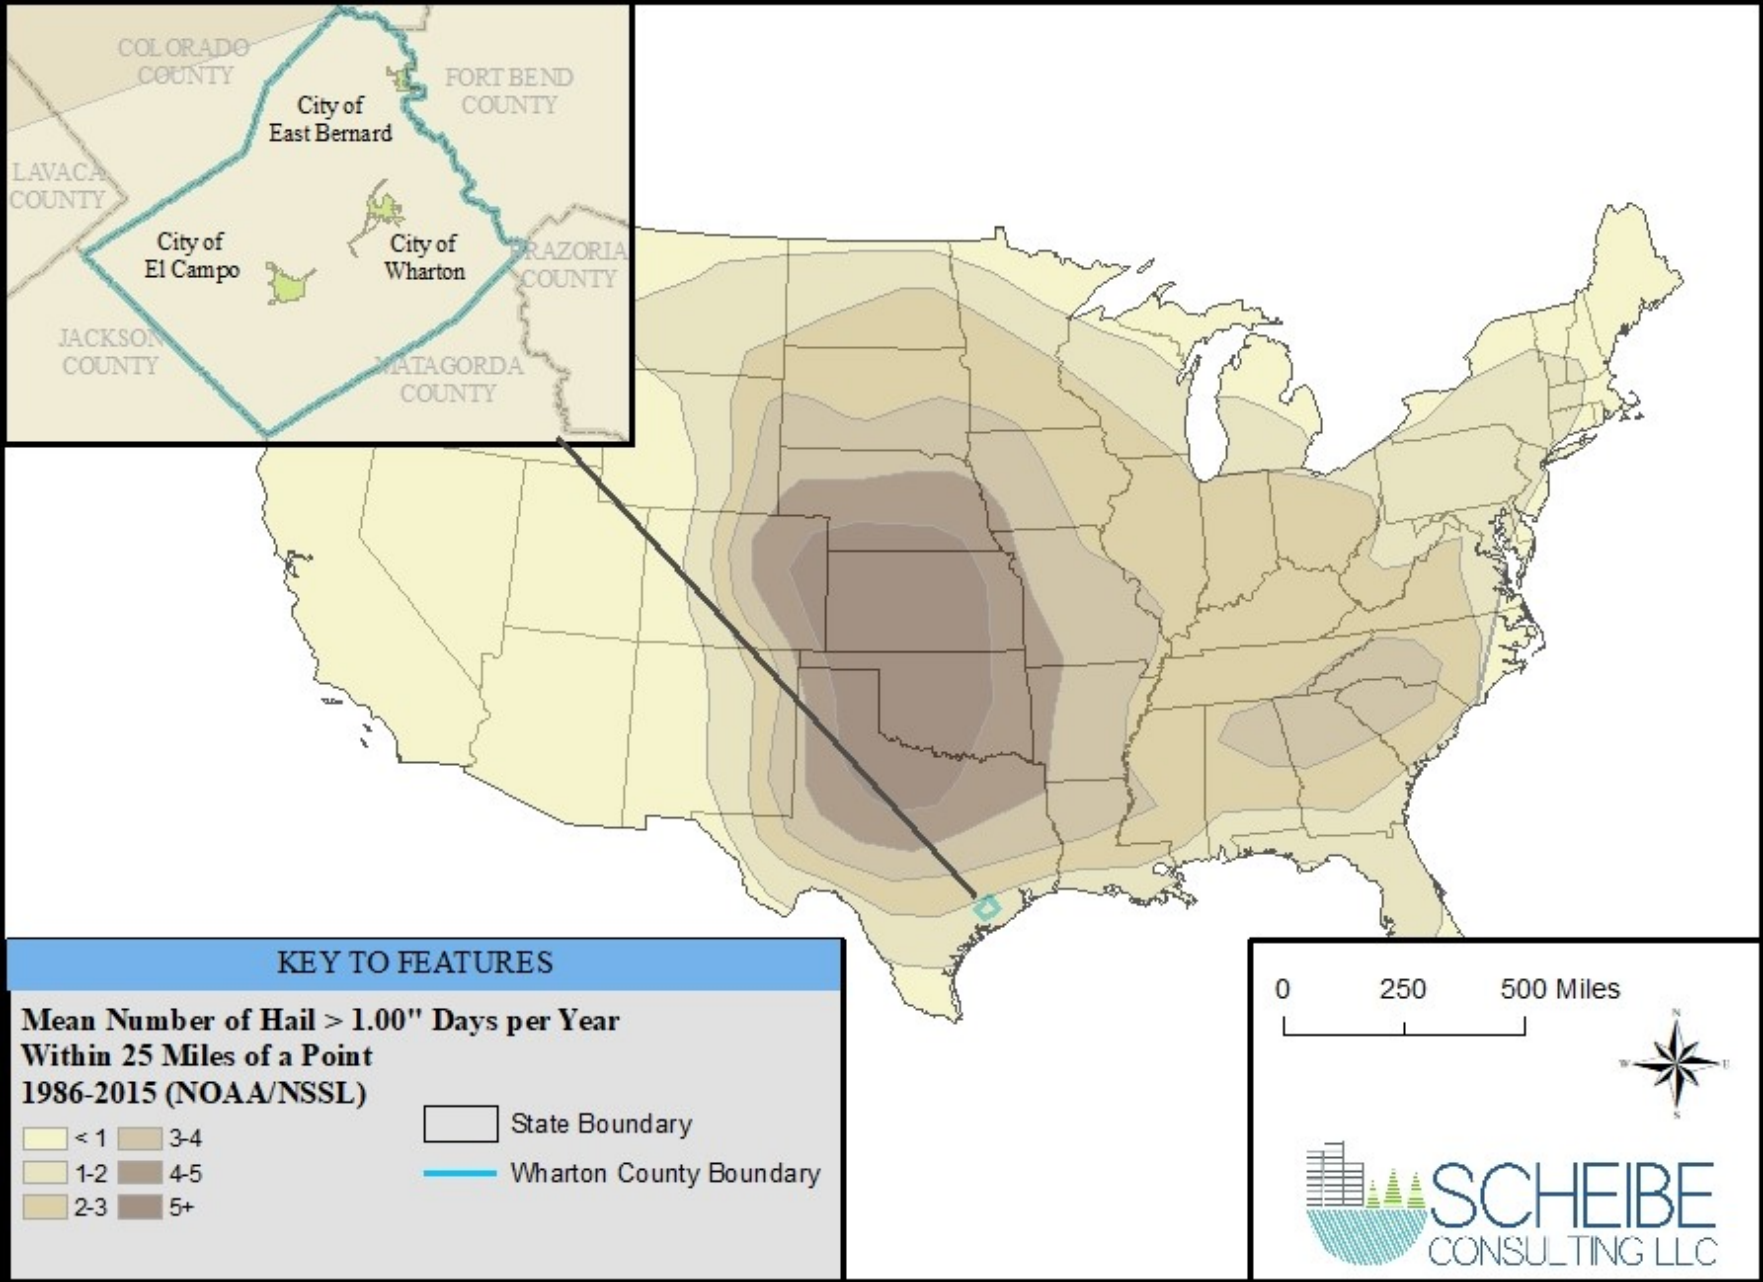 COLORADO
COUNTY
FORT BEND
COUNTY
City of
East Bernard
LAVACA
COUNTY
City of
El Campo
City of
Wharton
BRAZORIA
COUNTY
JACKSON
COUNTY
MATAGORDA
COUNTY
KEY TO FEATURES
Mean Number of Hail > 1.00" Days per Year
Within 25 Miles of a Point
1986-2015 (NOAA/NSSL)
< 1
3-4
1-2
4-5
2-3
5+
State Boundary
Wharton County Boundary
0 250 500 Miles
N
W
S
SCHEIBE
CONSULTING LLC